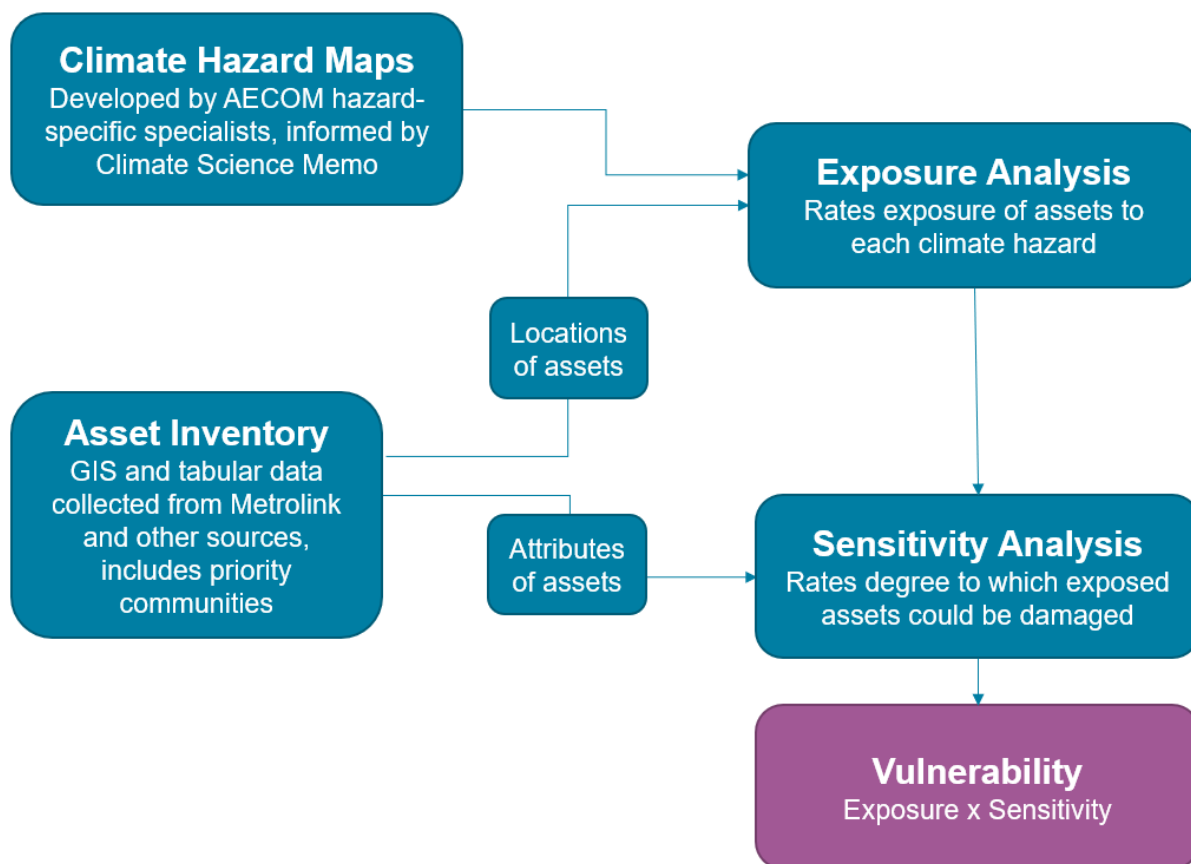 Climate Hazard Maps
Developed by AECOM hazard-
specific specialists, informed by
Climate Science Memo
Exposure Analysis
Rates exposure of assets to
each climate hazard
Locations
of assets
Asset Inventory
GIS and tabular data
collected from Metrolink
and other sources,
includes priority
communities
Attributes
of assets
Sensitivity Analysis
Rates degree to which exposed
assets could be damaged
Vulnerability
Exposure x Sensitivity